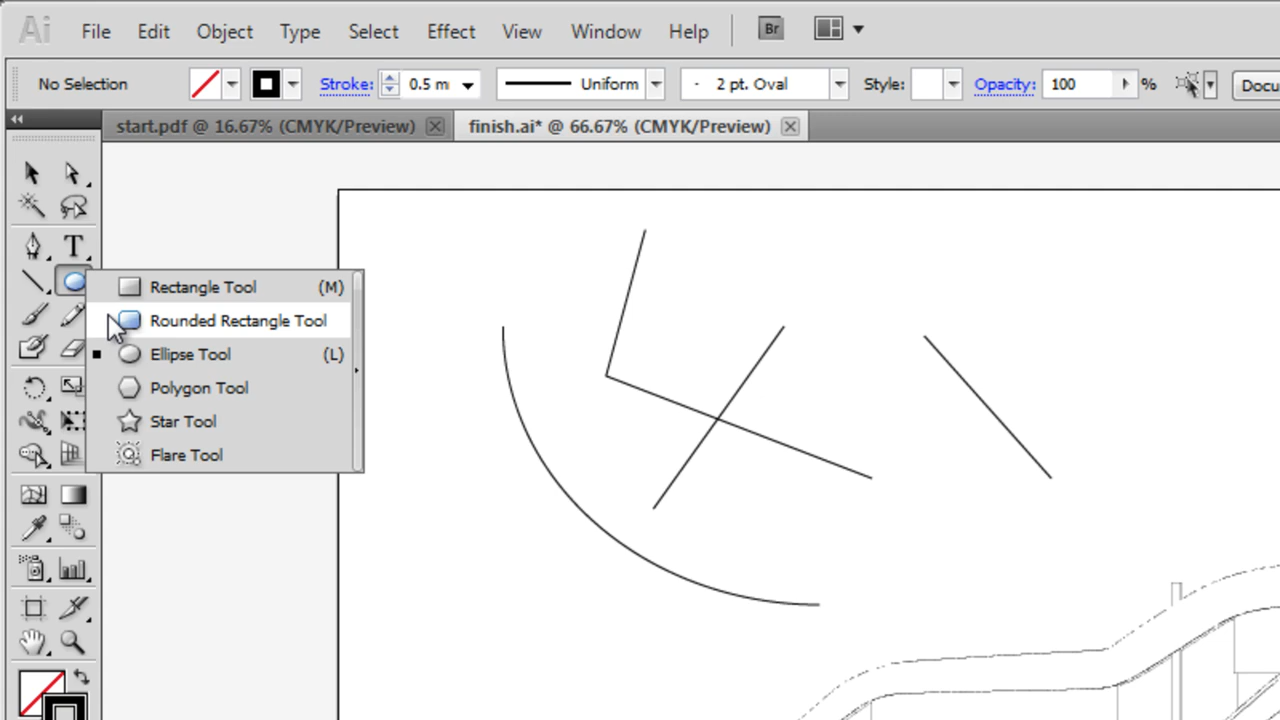 Ai File Edit Object Type Select Effect View Window Help Br
No Selection Stroke: 0.5 m Uniform 2 pt. Oval Style: Opacity: 100 % Docu
start.pdf @ 16.67% (CMYK/Preview) finish.ai* @ 66.67% (CMYK/Preview)
T
Rectangle Tool (M)
Rounded Rectangle Tool
Ellipse Tool (L)
Polygon Tool
Star Tool
Flare Tool